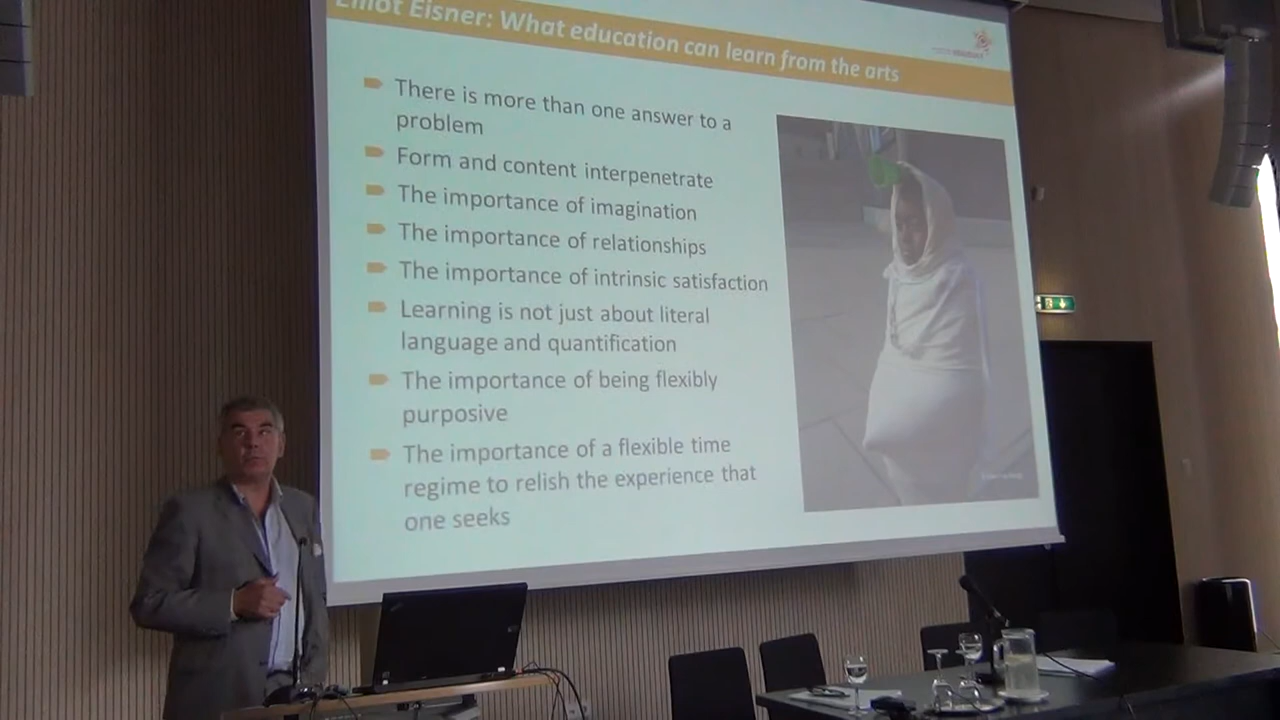 Elliot Eisner: What education can learn from the arts
There is more than one answer to a
problem
Form and content interpenetrate
The importance of imagination
The importance of relationships
The importance of intrinsic satisfaction
Learning is not just about literal
language and quantification
The importance of being flexibly
purposive
The importance of a flexible time
regime to relish the experience that
one seeks